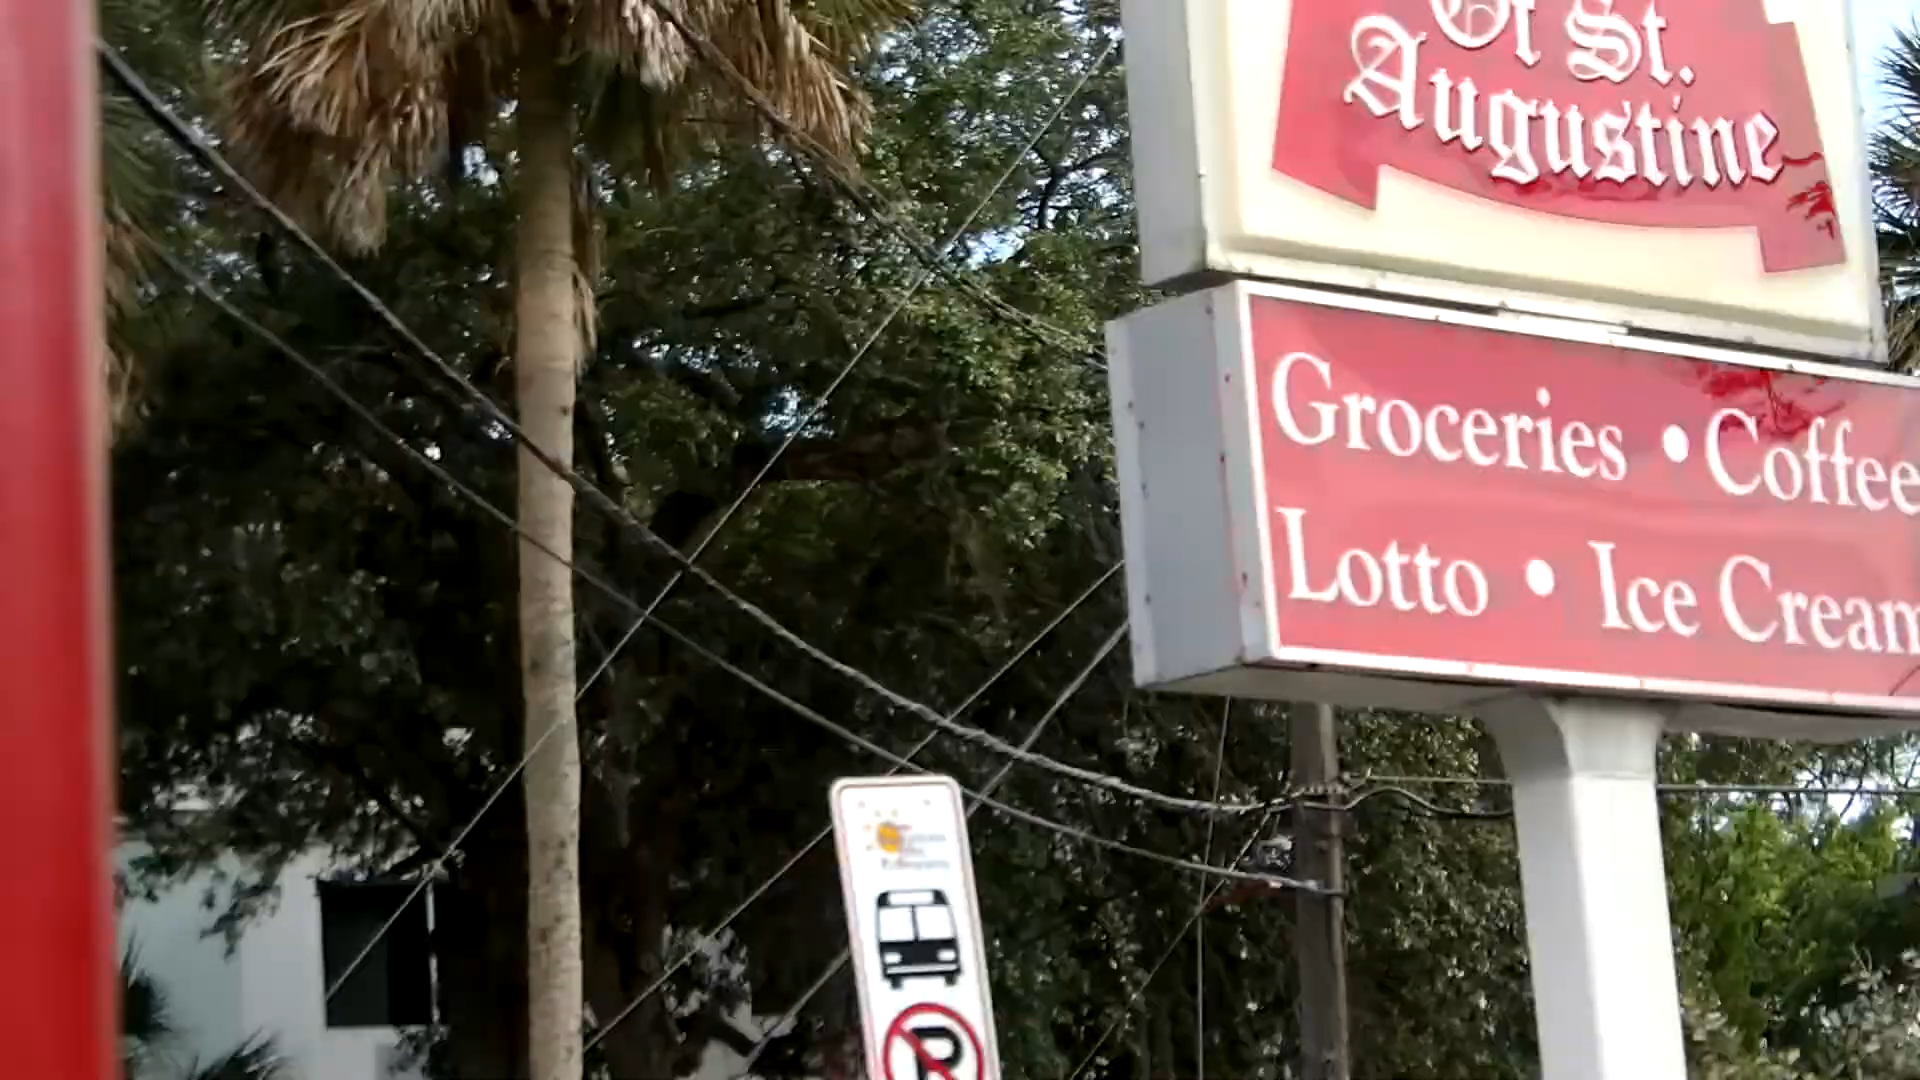 Of St.
Augustine
Groceries • Coffee
Lotto • Ice Cream
P